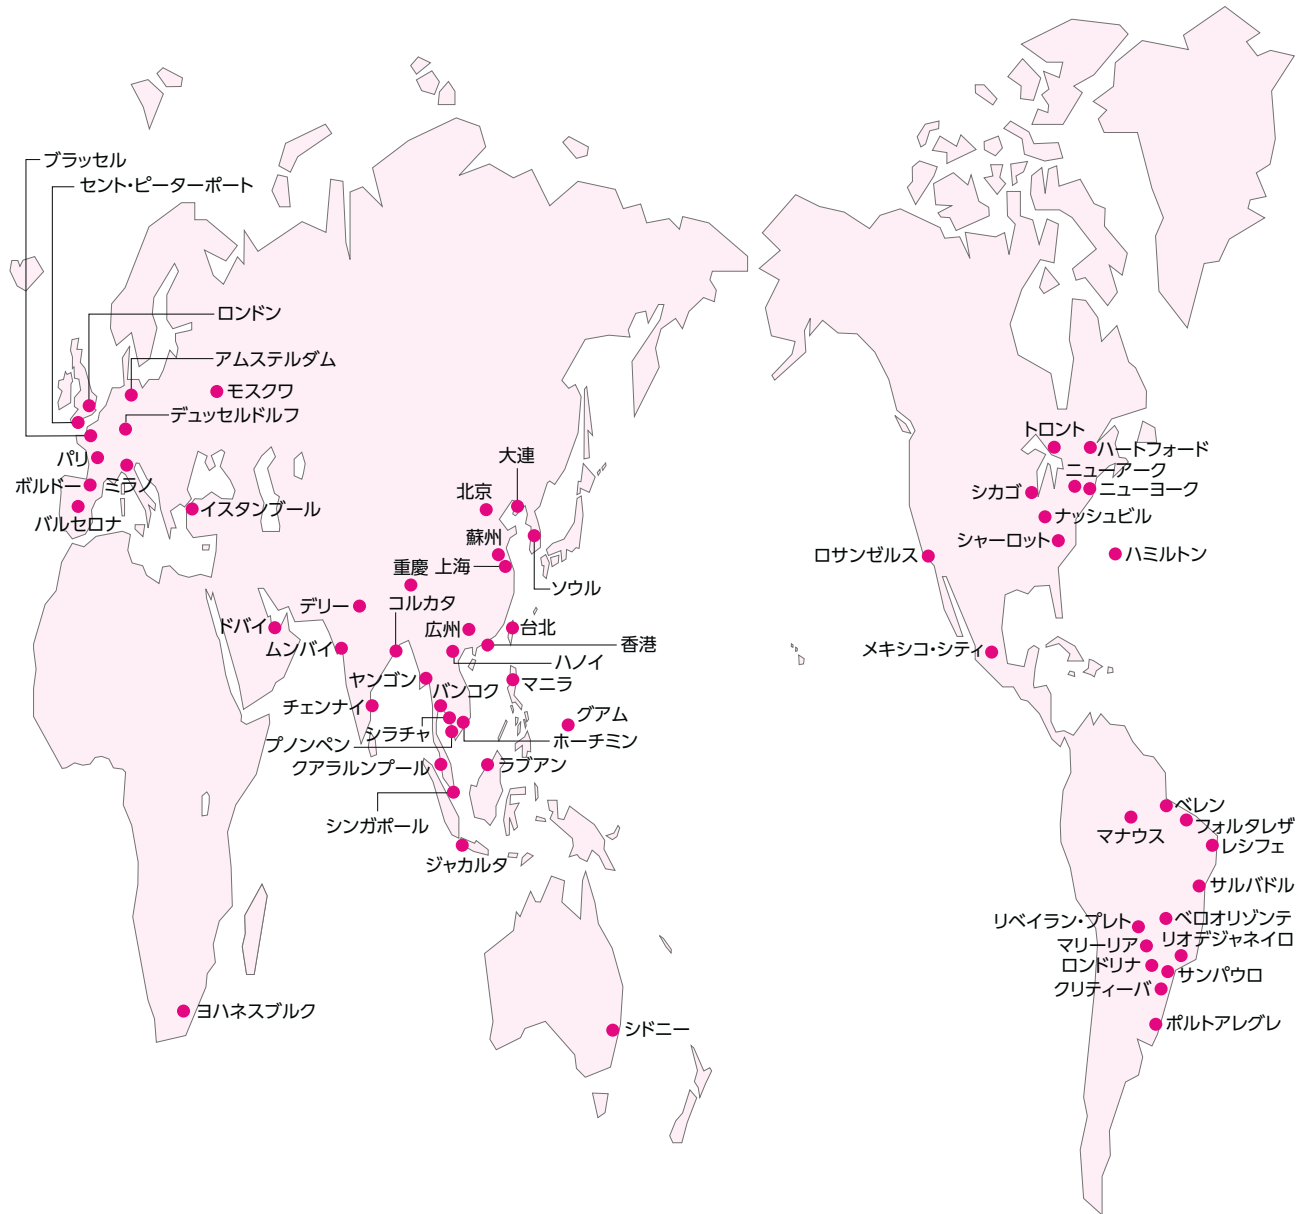 ブラッセル
セント・ピーターポート
ロンドン
アムステルダム
モスクワ
デュッセルドルフ
パリ
ボルドー
ミラノ
バルセロナ
イスタンブール
大連
北京
蘇州
重慶
上海
ソウル
デリー
コルカタ
ドバイ
広州
台北
ムンバイ
香港
ハノイ
ヤンゴン
バンコク
マニラ
チェンナイ
グアム
シラチャ
プノンペン
ホーチミン
クアラルンプール
ラブアン
シンガポール
ジャカルタ
ヨハネスブルク
シドニー
トロント
ハートフォード
ニューアーク
シカゴ
ニューヨーク
ナッシュビル
シャーロット
ロサンゼルス
ハミルトン
メキシコ・シティ
ベレン
フォルタレザ
マナウス
レシフェ
サルバドル
リベイラン・プレト
ベロオリゾンテ
マリーリア
リオデジャネイロ
ロンドリナ
サンパウロ
クリティーバ
ポルトアレグレ